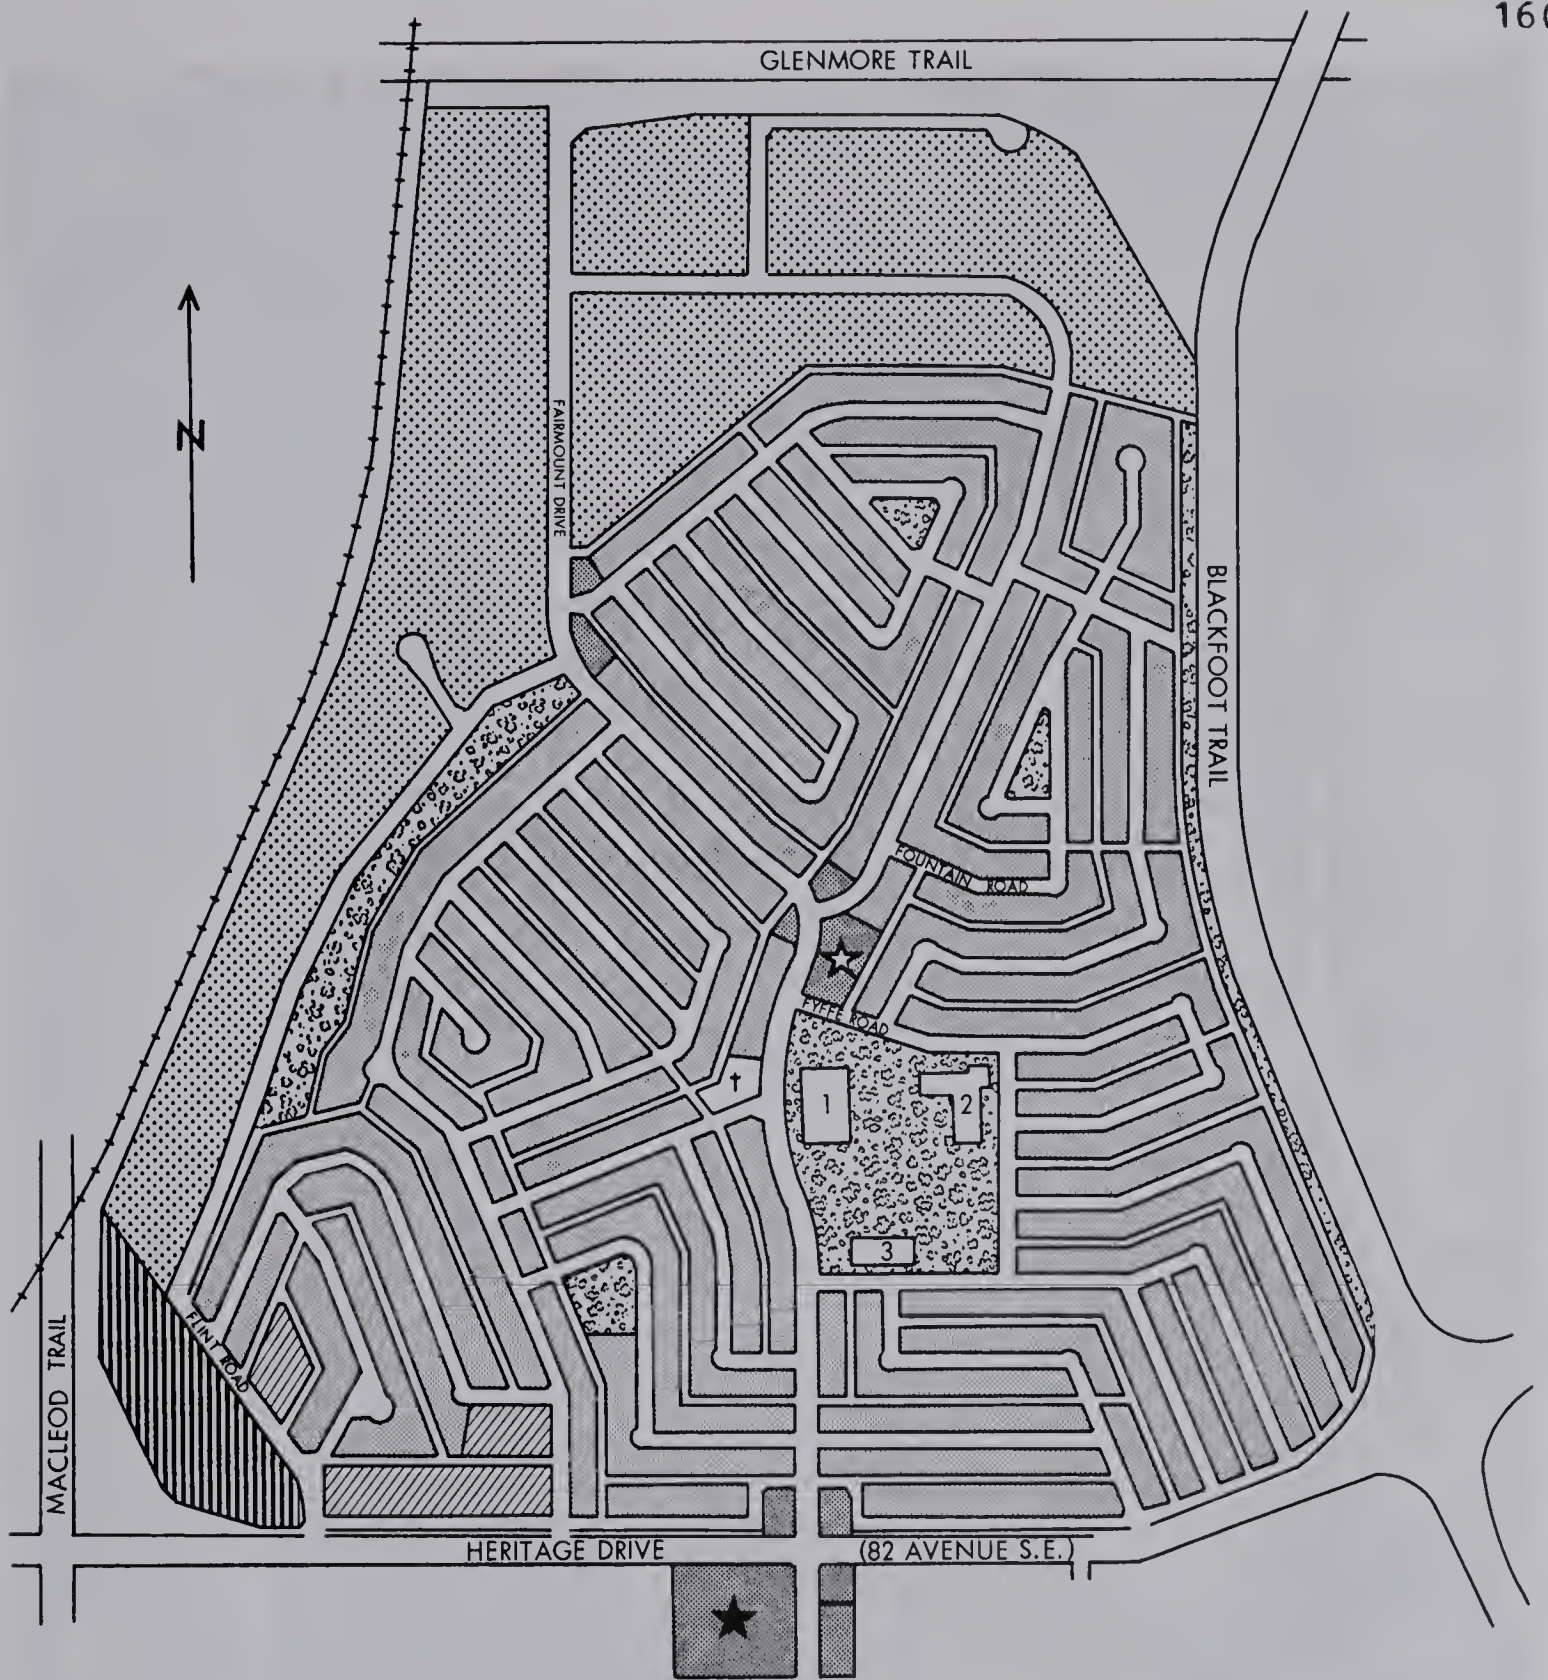 160
GLENMORE TRAIL
N
FAIRMOUNT DRIVE
BLACKFOOT TRAIL
FOUNTAIN ROAD
FYFFE ROAD
1
2
3
FLINT ROAD
MACLEOD TRAIL
HERITAGE DRIVE
(82 AVENUE S.E.)